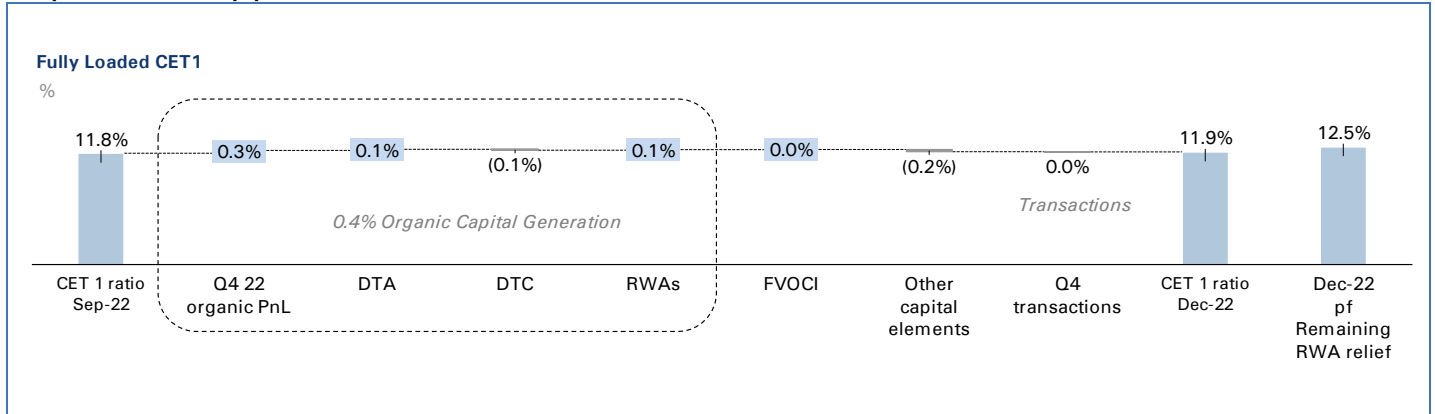 Fully Loaded CET1
%
11.8%
0.3%
0.1%
(0.1%)
0.1%
0.0%
(0.2%)
0.0%
11.9%
12.5%
0.4% Organic Capital Generation
Transactions
CET 1 ratio
Sep-22
Q4 22
organic PnL
DTA
DTC
RWAs
FVOCI
Other
capital
elements
Q4
transactions
CET 1 ratio
Dec-22
Dec-22
pf
Remaining
RWA relief